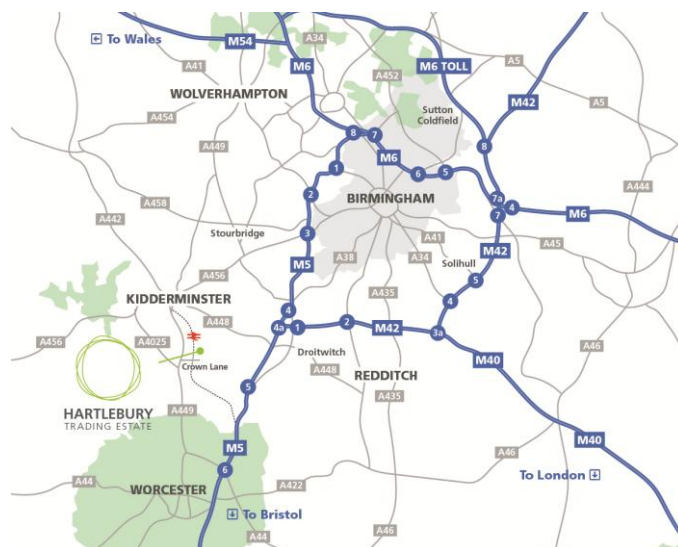 To Wales
M54
A34
M6
A452
M6 TOLL
A5
A41
WOLVERHAMPTON
Sutton
Coldfield
M42
A5
A454
A449
8
7
M6
8
1
6
5
A444
2
BIRMINGHAM
7a
4
M6
7
A458
A442
Stourbridge
3
A41
A45
M5
A38
A34
M42
Solihull
A456
5
KIDDERMINSTER
A435
4
4
A448
4a
1
2
M42
3a
A456
A4025
Droitwitch
A46
M40
Crown Lane
A448
REDDITCH
5
A435
HARTLEBURY
TRADING ESTATE
A449
M5
M40
A46
6
To London
A44
WORCESTER
A422
To Bristol
A44
A46